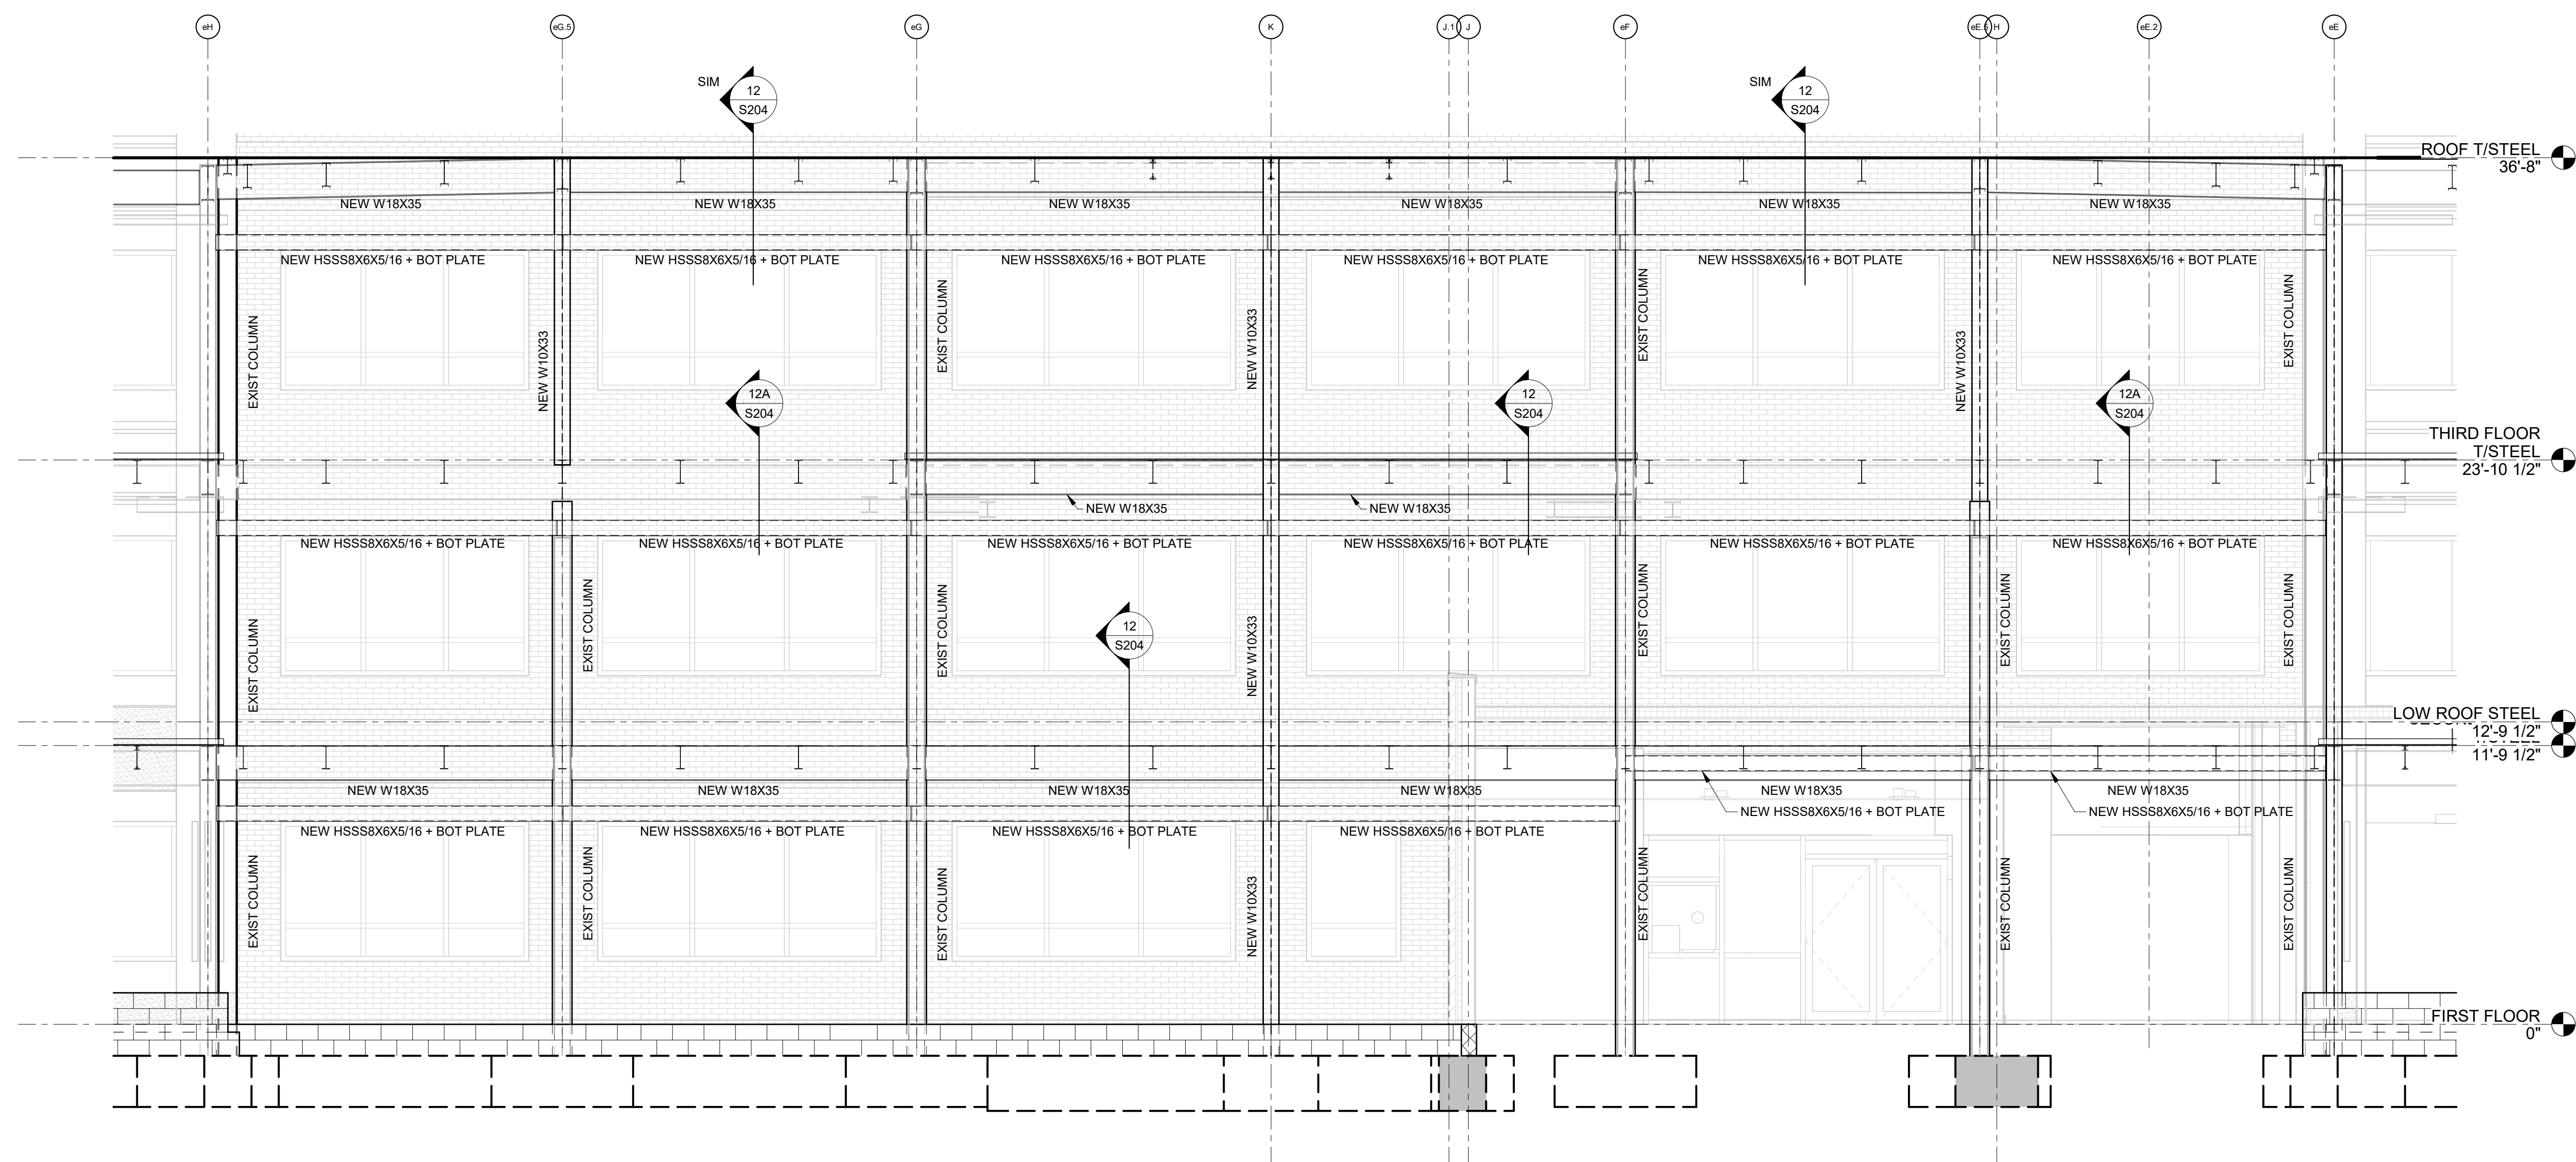 eH
eG.5
eG
K
J.1
J
eF
eE.5
H
eE.2
eE
SIM
12
S204
SIM
12
S204
ROOF T/STEEL
36'-8"
NEW W18X35
NEW W18X35
NEW W18X35
NEW W18X35
NEW W18X35
NEW W18X35
NEW HSSS8X6X5/16 + BOT PLATE
NEW HSSS8X6X5/16 + BOT PLATE
NEW HSSS8X6X5/16 + BOT PLATE
NEW HSSS8X6X5/16 + BOT PLATE
NEW HSSS8X6X5/16 + BOT PLATE
NEW HSSS8X6X5/16 + BOT PLATE
EXIST COLUMN
NEW W10X33
EXIST COLUMN
NEW W10X33
EXIST COLUMN
NEW W10X33
EXIST COLUMN
12A
S204
12
S204
12A
S204
THIRD FLOOR
T/STEEL
23'-10 1/2"
NEW W18X35
NEW W18X35
NEW HSSS8X6X5/16 + BOT PLATE
NEW HSSS8X6X5/16 + BOT PLATE
NEW HSSS8X6X5/16 + BOT PLATE
NEW HSSS8X6X5/16 + BOT PLATE
NEW HSSS8X6X5/16 + BOT PLATE
NEW HSSS8X6X5/16 + BOT PLATE
EXIST COLUMN
EXIST COLUMN
EXIST COLUMN
NEW W10X33
EXIST COLUMN
EXIST COLUMN
EXIST COLUMN
12
S204
LOW ROOF STEEL
12'-9 1/2"
11'-9 1/2"
NEW W18X35
NEW W18X35
NEW W18X35
NEW W18X35
NEW W18X35
NEW W18X35
NEW HSSS8X6X5/16 + BOT PLATE
NEW HSSS8X6X5/16 + BOT PLATE
NEW HSSS8X6X5/16 + BOT PLATE
NEW HSSS8X6X5/16 + BOT PLATE
NEW HSSS8X6X5/16 + BOT PLATE
NEW HSSS8X6X5/16 + BOT PLATE
EXIST COLUMN
EXIST COLUMN
EXIST COLUMN
NEW W10X33
EXIST COLUMN
EXIST COLUMN
EXIST COLUMN
FIRST FLOOR
0"